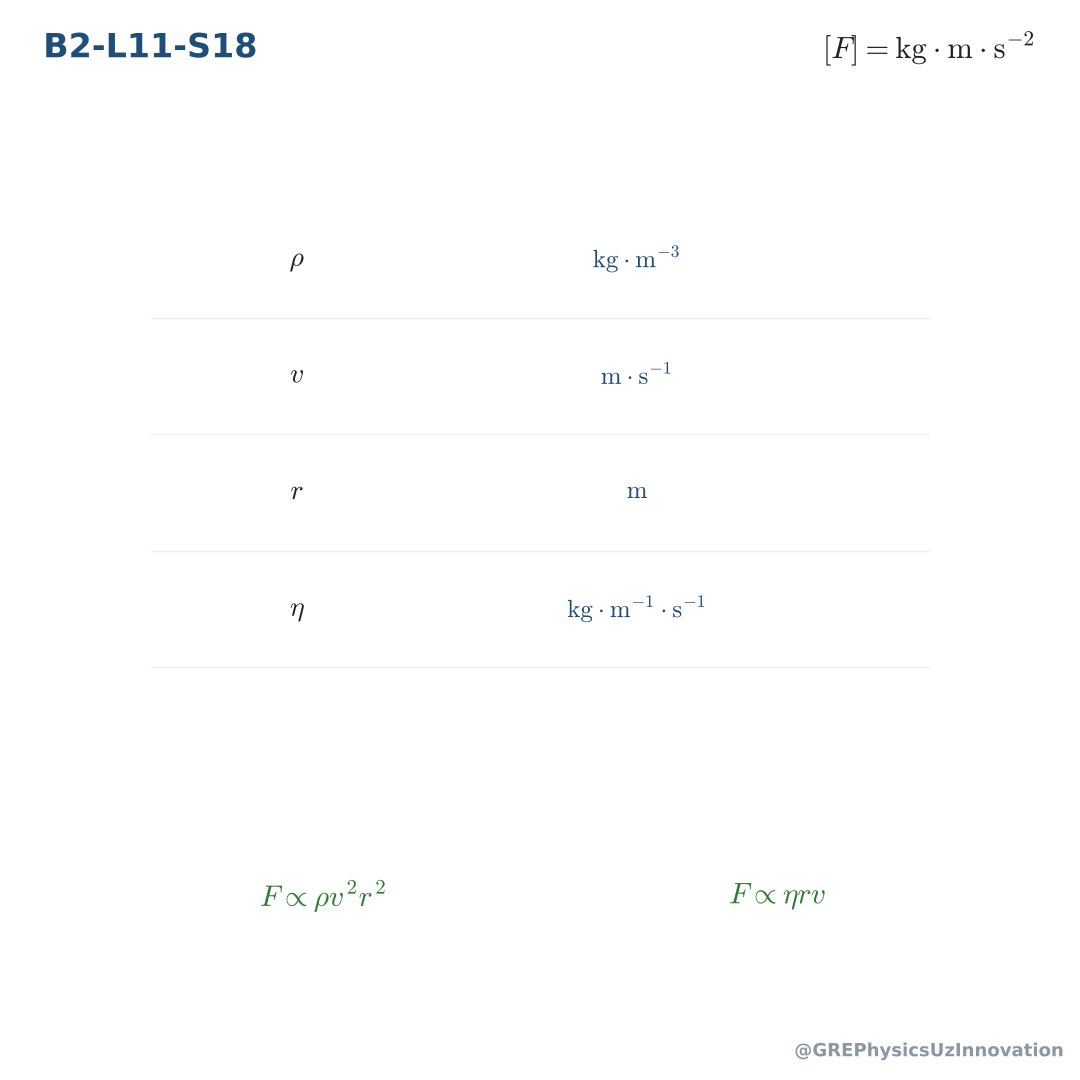 B2-L11-S18
[F] = kg · m · s⁻²
ρ kg · m⁻³
v m · s⁻¹
r m
η kg · m⁻¹ · s⁻¹
F ∝ ρv²r²
F ∝ ηrv
@GREPhysicsUzInnovation